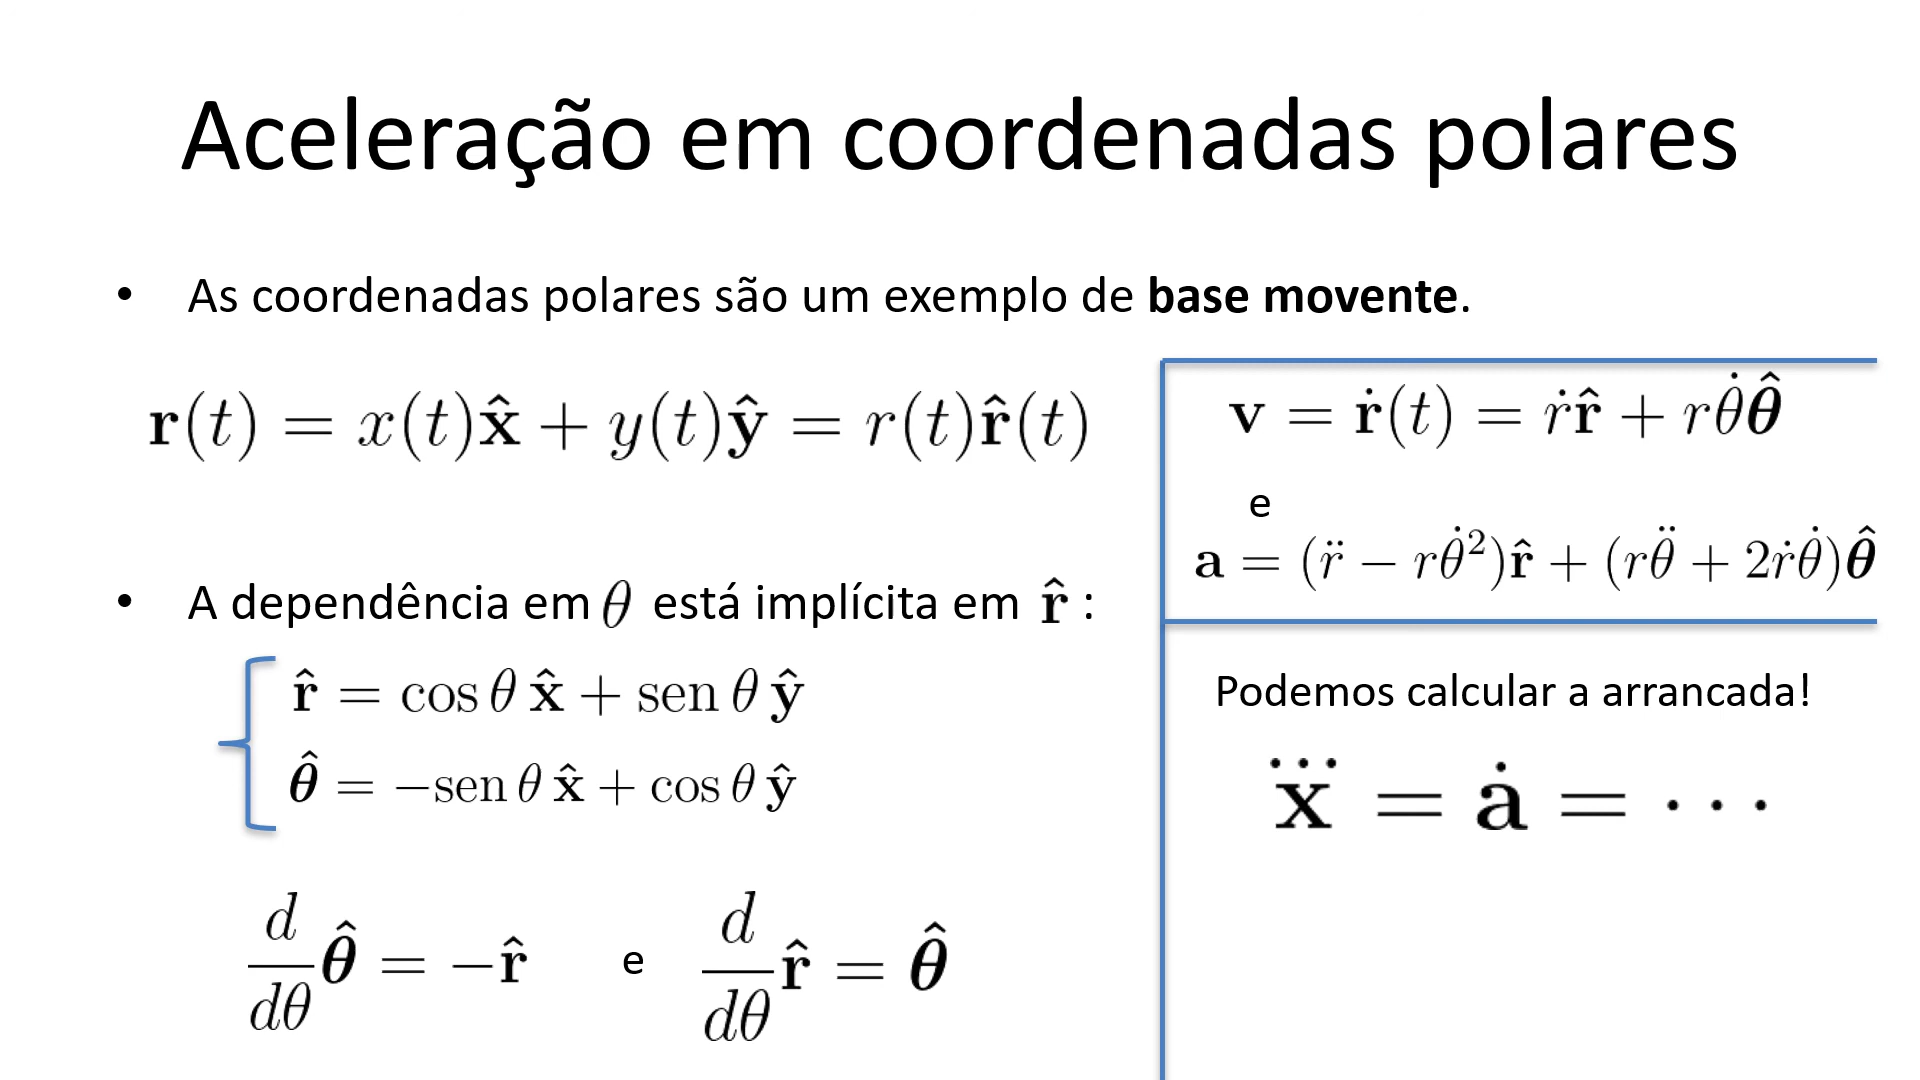 Aceleração em coordenadas polares
• As coordenadas polares são um exemplo de base movente.
𝐫(t) = x(t)𝐱̂ + y(t)𝐲̂ = r(t)𝐫̂(t)
• A dependência em θ está implícita em 𝐫̂ :
𝐫̂ = cos θ 𝐱̂ + sen θ 𝐲̂
𝛉̂ = −sen θ 𝐱̂ + cos θ 𝐲̂
d/dθ 𝛉̂ = −𝐫̂ e d/dθ 𝐫̂ = 𝛉̂
𝐯 = 𝐫̇(t) = ṙ𝐫̂ + rθ̇𝛉̂
e
𝐚 = (r̈ − rθ̇²)𝐫̂ + (rθ̈ + 2ṙθ̇)𝛉̂
Podemos calcular a arrancada!
𝐱⃛ = 𝐚̇ = · · ·